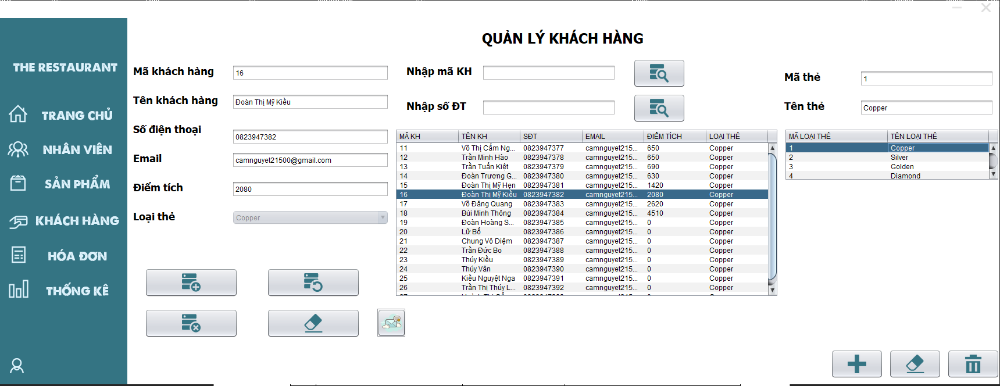 QUẢN LÝ KHÁCH HÀNG
THE RESTAURANT
TRANG CHỦ
NHÂN VIÊN
SẢN PHẨM
KHÁCH HÀNG
HÓA ĐƠN
THỐNG KÊ
Mã khách hàng 16
Tên khách hàng Đoàn Thị Mỹ Kiều
Số điện thoại 0823947382
Email camnguyet21500@gmail.com
Điểm tích 2080
Loại thẻ Copper
Nhập mã KH
Nhập số ĐT
MÃ KH TÊN KH SĐT EMAIL ĐIỂM TÍCH LOẠI THẺ
11 Võ Thị Cẩm Ng... 0823947377 camnguyet215... 650 Copper
12 Trần Minh Hào 0823947378 camnguyet215... 650 Copper
13 Trần Tuấn Kiệt 0823947379 camnguyet215... 690 Copper
14 Đoàn Trương G... 0823947380 camnguyet215... 630 Copper
15 Đoàn Thị Mỹ Hẹn 0823947381 camnguyet215... 1420 Copper
16 Đoàn Thị Mỹ Kiều 0823947382 camnguyet215... 2080 Copper
17 Võ Đăng Quang 0823947383 camnguyet215... 2620 Copper
18 Bùi Minh Thông 0823947384 camnguyet215... 4510 Copper
19 Đoàn Hoàng S... 0823947385 camnguyet215... 0 Copper
20 Lữ Bố 0823947386 camnguyet215... 0 Copper
21 Chung Vô Diệm 0823947387 camnguyet215... 0 Copper
22 Trần Đức Bo 0823947388 camnguyet215... 0 Copper
23 Thúy Kiều 0823947389 camnguyet215... 0 Copper
24 Thúy Vân 0823947390 camnguyet215... 0 Copper
25 Kiều Nguyệt Nga 0823947391 camnguyet215... 0 Copper
26 Trần Thị Thúy L... 0823947392 camnguyet215... 0 Copper
Mã thẻ 1
Tên thẻ Copper
MÃ LOẠI THẺ TÊN LOẠI THẺ
1 Copper
2 Silver
3 Golden
4 Diamond